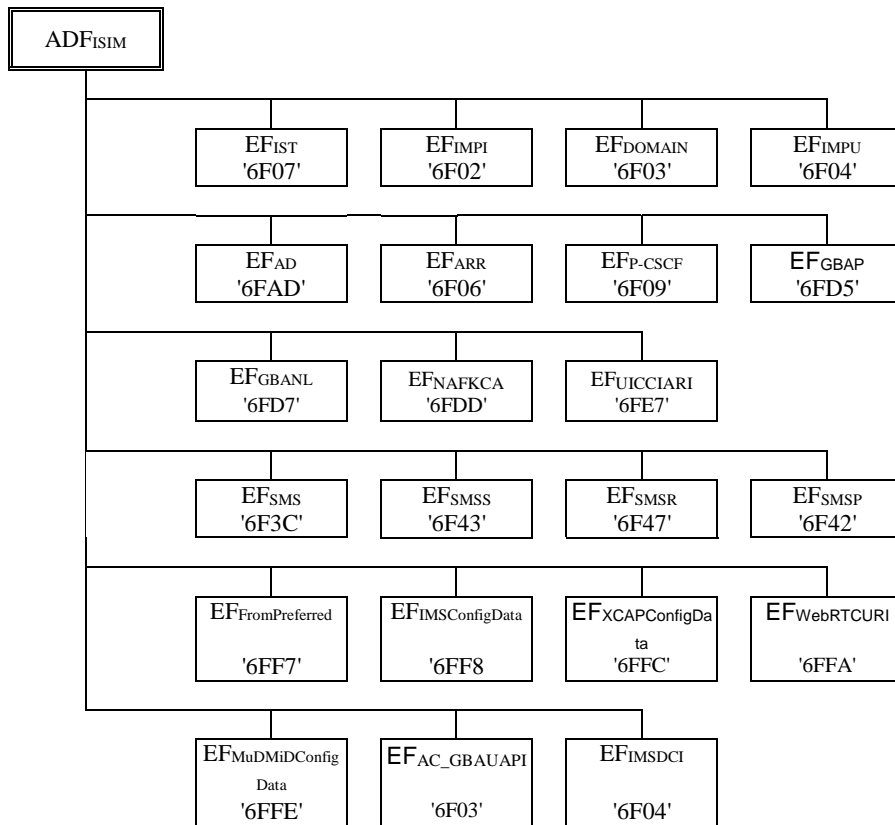 ADFISIM
EFIST EFIMPI EFDOMAIN EFIMPU
'6F07' '6F02' '6F03' '6F04'
EFAD EFARR EFP-CSCF EFGBAP
'6FAD' '6F06' '6F09' '6FD5'
EFGBANL EFNAFKCA EFUICCIARI
'6FD7' '6FDD' '6FE7'
EFSMS EFSMSS EFSMSR EFSMSP
'6F3C' '6F43' '6F47' '6F42'
EFFromPreferred EFIMSConfigData EFXCAPConfigDa EFWebRTCURI
ta
'6FF7' '6FF8 '6FFC' '6FFA'
EFMuDMiDConfig EFAC_GBAUAPI EFIMSDCI
Data
'6FFE' '6F03' '6F04'